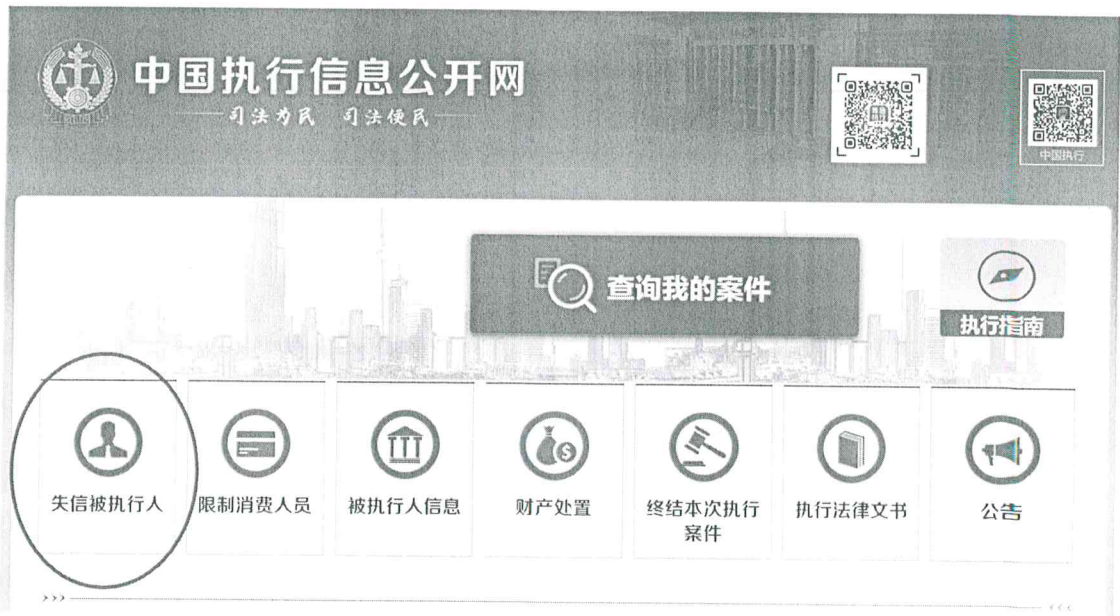 中国执行信息公开网
司法为民 司法便民
中国执行
查询我的案件
执行指南
失信被执行人
限制消费人员
被执行人信息
财产处置
终结本次执行
案件
执行法律文书
公告